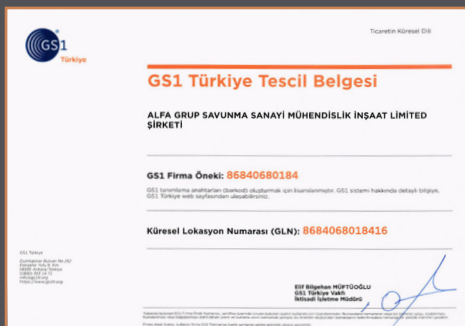 Ticaretin Küresel Dili
GS1
Türkiye
GS1 Türkiye Tescil Belgesi
ALFA GRUP SAVUNMA SANAYİ MÜHENDİSLİK İNŞAAT LİMİTED
ŞİRKETİ
GS1 Firma Öneki: 86840680184
GS1 tanımlama anahtarları (barkod) oluşturmak için lisanslanmıştır. GS1 sistemi hakkında detaylı bilgiye,
GS1 Türkiye web sayfasından ulaşabilirsiniz.
Küresel Lokasyon Numarası (GLN): 8684068018416
GS1 Türkiye
Elif Bilgehan MÜFTÜOĞLU
GS1 Türkiye Vakfı
İktisadi İşletme Müdürü